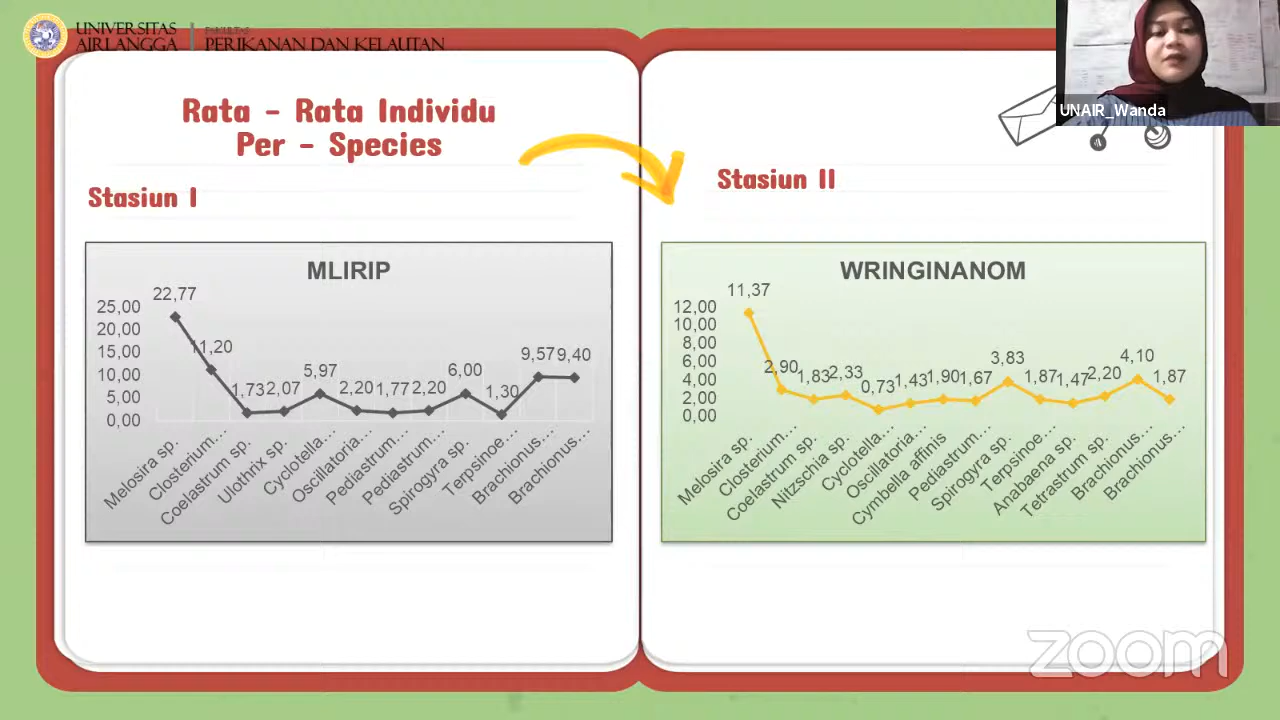 UNIVERSITAS
AIRLANGGA
FAKULTAS
PERIKANAN DAN KELAUTAN
UNAIR_Wanda
Rata - Rata Individu
Per - Species
Stasiun I
MLIRIP
25,00
20,00
15,00
10,00
5,00
0,00
22,77
11,20
1,73
2,07
5,97
2,20
1,77
2,20
6,00
1,30
9,57
9,40
Melosira sp.
Closterium...
Coelastrum sp.
Ulothrix sp.
Cyclotella...
Oscillatoria...
Pediastrum...
Pediastrum...
Spirogyra sp.
Terpsinoe...
Brachionus...
Brachionus...
Stasiun II
WRINGINANOM
12,00
10,00
8,00
6,00
4,00
2,00
0,00
11,37
2,90
1,83
2,33
0,73
1,43
1,90
1,67
3,83
1,87
1,47
2,20
4,10
1,87
Melosira sp.
Closterium...
Coelastrum sp.
Nitzschia sp.
Cyclotella...
Oscillatoria...
Cymbella affinis
Pediastrum...
Spirogyra sp.
Terpsinoe...
Anabaena sp.
Tetrastrum sp.
Brachionus...
Brachionus...
zoom